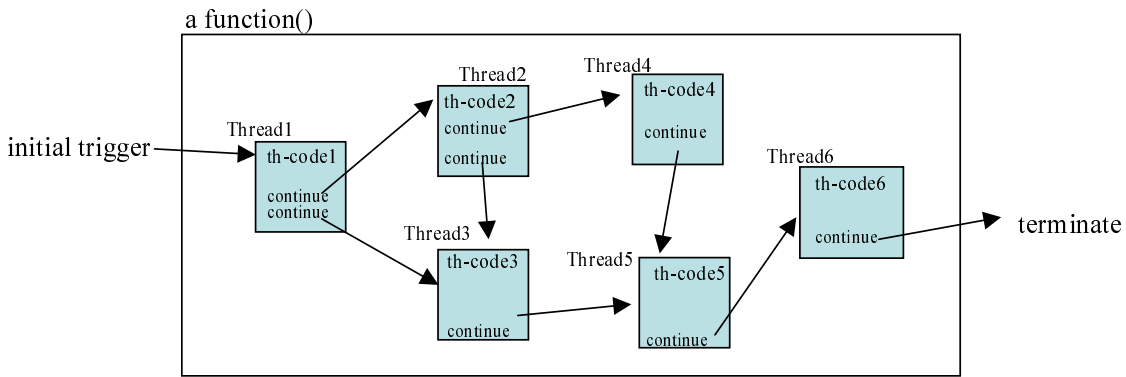 a function()
initial trigger
Thread1
th-code1
continue
continue
Thread2
th-code2
continue
continue
Thread3
th-code3
continue
Thread4
th-code4
continue
Thread5
th-code5
continue
Thread6
th-code6
continue
terminate